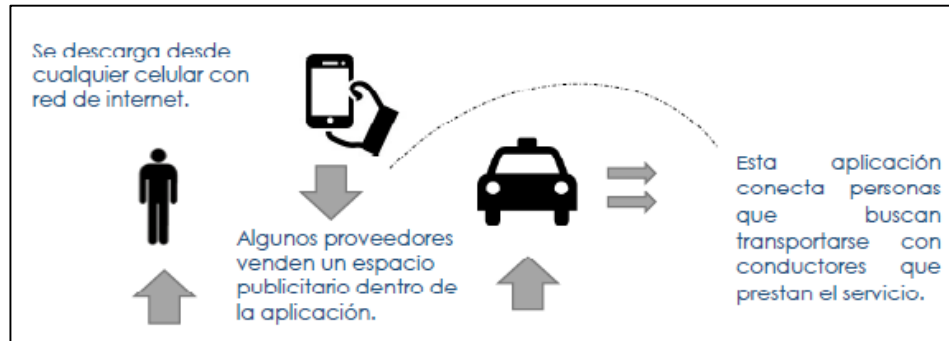 Se descarga desde
cualquier celular con
red de internet.
Algunos proveedores
venden un espacio
publicitario dentro de
la aplicación.
Esta aplicación
conecta personas
que buscan
transportarse con
conductores que
prestan el servicio.